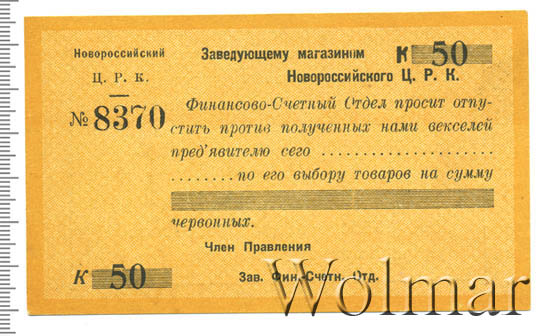 Новороссийский
Ц. Р. К.
№ 8370
Заведующему магазином К 50
Новороссийского Ц. Р. К.
Финансово-Счетный Отдел просит отпу-
стить против полученных нами векселей
пред'явителю сего . . . . . . . . . . . . . . . . . . . .
. . . . . . . . по его выбору товаров на сумму
червонных.
Член Правления
К 50
Зав. Фин.-Счетн. Отд.
Wolmar